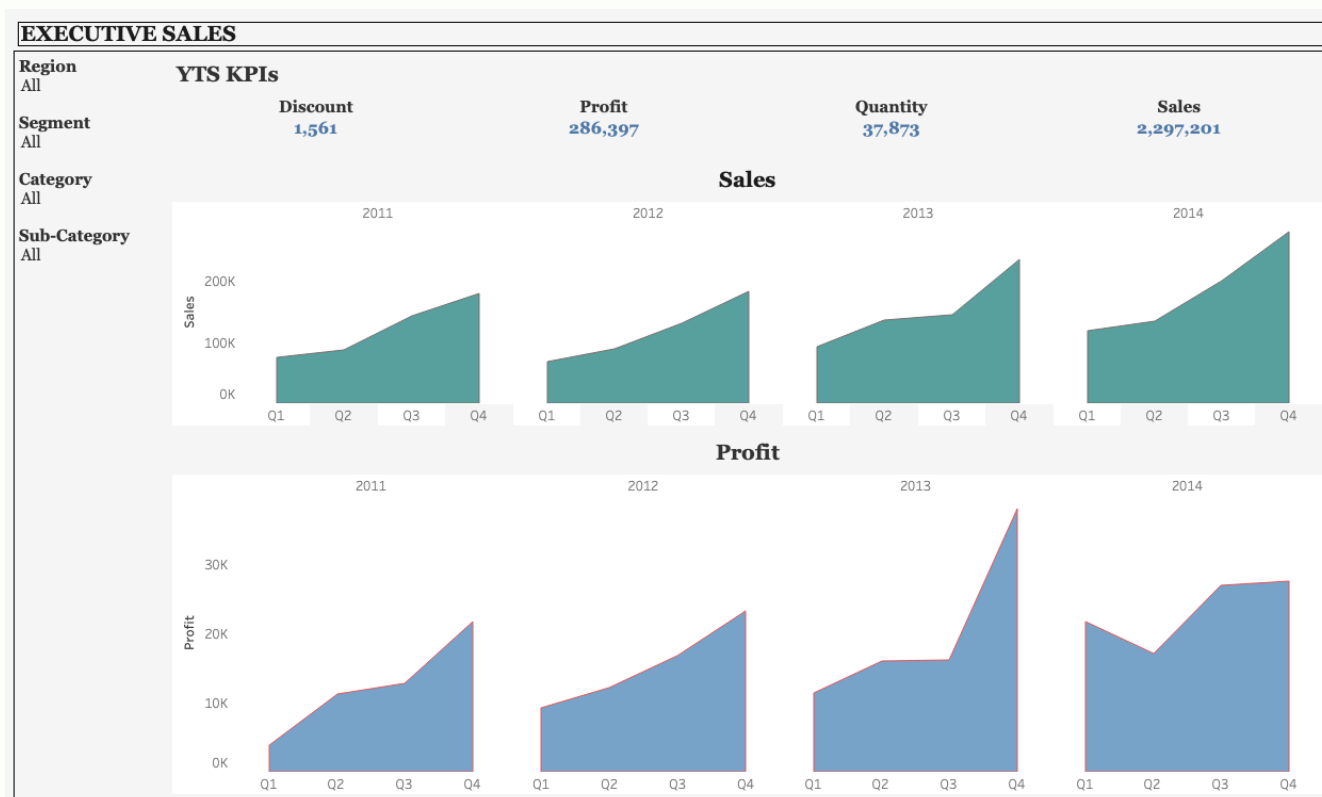 EXECUTIVE SALES
Region
All
Segment
All
Category
All
Sub-Category
All
YTS KPIs
Discount Profit Quantity Sales
1,561 286,397 37,873 2,297,201
Sales
2011 2012 2013 2014
200K
Sales
100K
0K
Q1 Q2 Q3 Q4 Q1 Q2 Q3 Q4 Q1 Q2 Q3 Q4 Q1 Q2 Q3 Q4
Profit
2011 2012 2013 2014
30K
20K
Profit
10K
0K
Q1 Q2 Q3 Q4 Q1 Q2 Q3 Q4 Q1 Q2 Q3 Q4 Q1 Q2 Q3 Q4